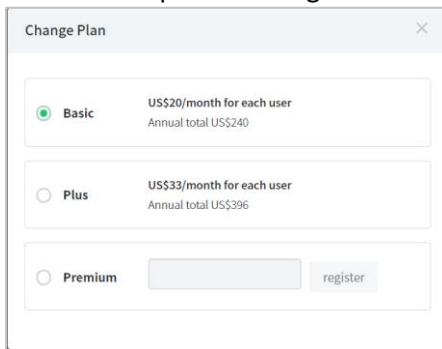 Change Plan
Basic
US$20/month for each user
Annual total US$240
Plus
US$33/month for each user
Annual total US$396
Premium
register